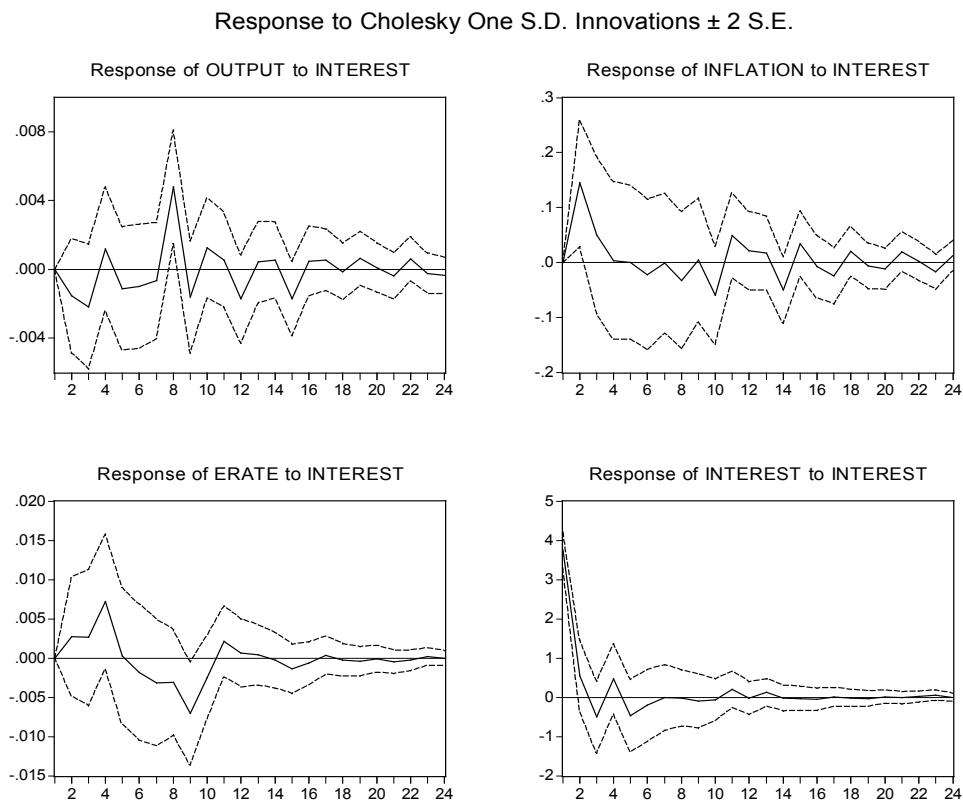 Response to Cholesky One S.D. Innovations ± 2 S.E.
Response of OUTPUT to INTEREST
.008
.004
.000
-.004
2 4 6 8 10 12 14 16 18 20 22 24
Response of INFLATION to INTEREST
.3
.2
.1
.0
-.1
-.2
2 4 6 8 10 12 14 16 18 20 22 24
Response of ERATE to INTEREST
.020
.015
.010
.005
.000
-.005
-.010
-.015
2 4 6 8 10 12 14 16 18 20 22 24
Response of INTEREST to INTEREST
5
4
3
2
1
0
-1
-2
2 4 6 8 10 12 14 16 18 20 22 24